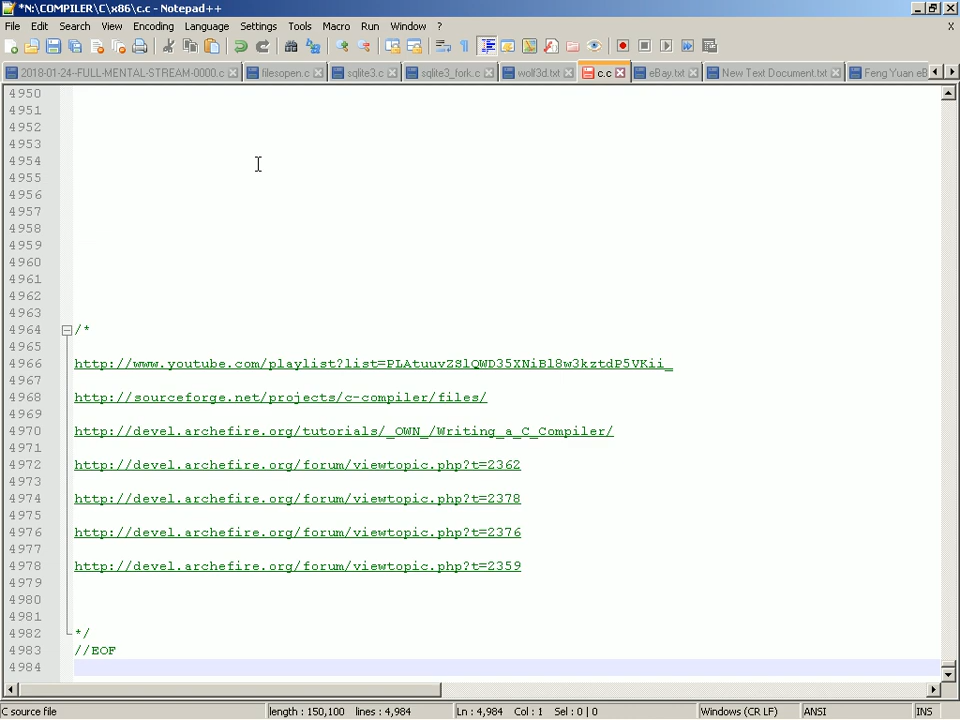 *N:\COMPILER\C\x86\c.c - Notepad++
File Edit Search View Encoding Language Settings Tools Macro Run Window ? X
2018-01-24-FULL-MENTAL-STREAM-0000.c filesopen.c sqlite3.c sqlite3_fork.c wolf3d.txt c.c eBay.txt New Text Document.txt Feng Yuan eB
4950
4951
4952
4953
4954
4955
4956
4957
4958
4959
4960
4961
4962
4963
4964 /*
4965
4966 http://www.youtube.com/playlist?list=PLAtuuvZSlQWD35XNiBl8w3kztdP5VKii_
4967
4968 http://sourceforge.net/projects/c-compiler/files/
4969
4970 http://devel.archefire.org/tutorials/_OWN_/Writing_a_C_Compiler/
4971
4972 http://devel.archefire.org/forum/viewtopic.php?t=2362
4973
4974 http://devel.archefire.org/forum/viewtopic.php?t=2378
4975
4976 http://devel.archefire.org/forum/viewtopic.php?t=2376
4977
4978 http://devel.archefire.org/forum/viewtopic.php?t=2359
4979
4980
4981
4982 */
4983 //EOF
4984
C source file length : 150,100 lines : 4,984 Ln : 4,984 Col : 1 Sel : 0 | 0 Windows (CR LF) ANSI INS